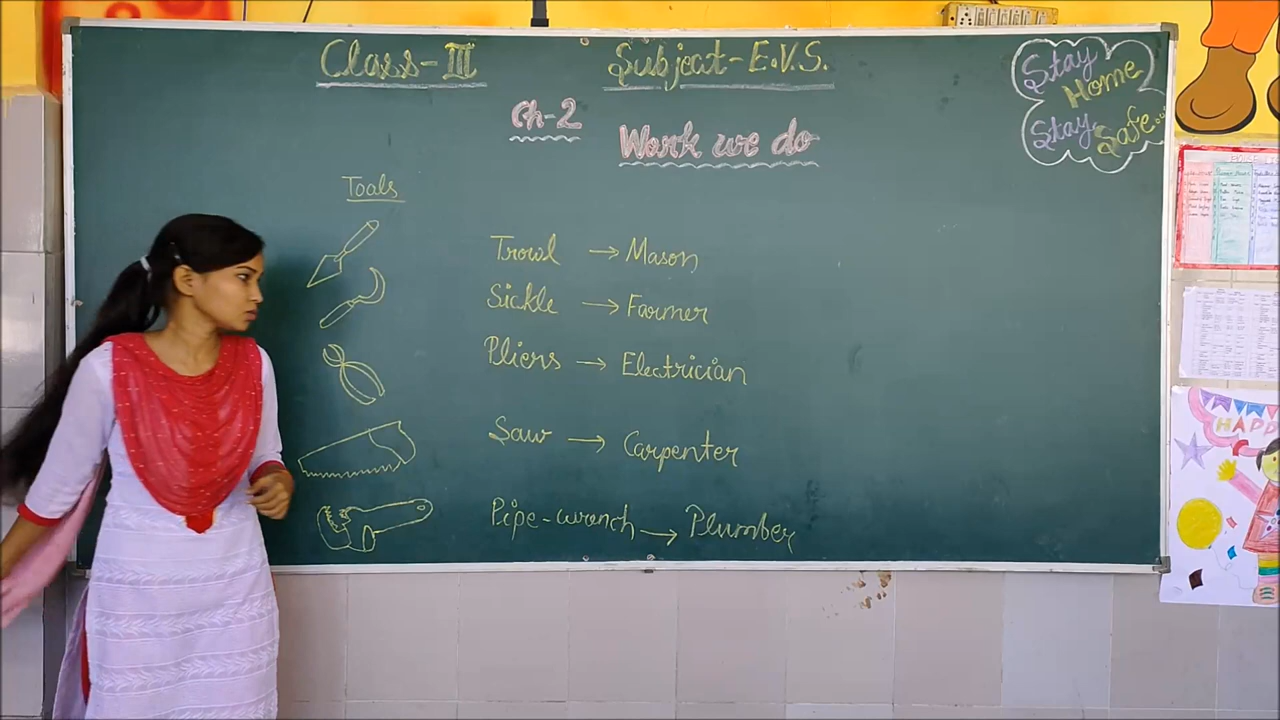 Class-III Subject-E.V.S.
Ch-2 Work we do
Stay
Home
Stay
Safe..
Tools
Trowl → Mason
Sickle → Farmer
Pliers → Electrician
Saw → Carpenter
Pipe-wrench → Plumber
HAPP